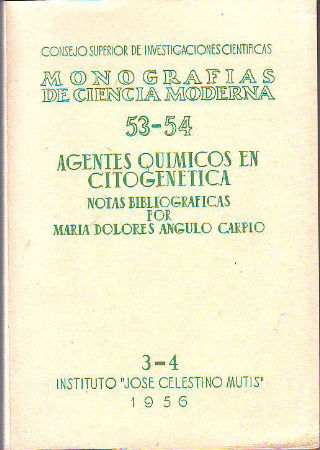 CONSEJO SUPERIOR DE INVESTIGACIONES CIENTIFICAS
MONOGRAFIAS
DE CIENCIA MODERNA
53-54
AGENTES QUIMICOS EN
CITOGENETICA
NOTAS BIBLIOGRAFICAS
POR
MARIA DOLORES ANGULO CARPIO
3-4
INSTITUTO "JOSE CELESTINO MUTIS"
1956